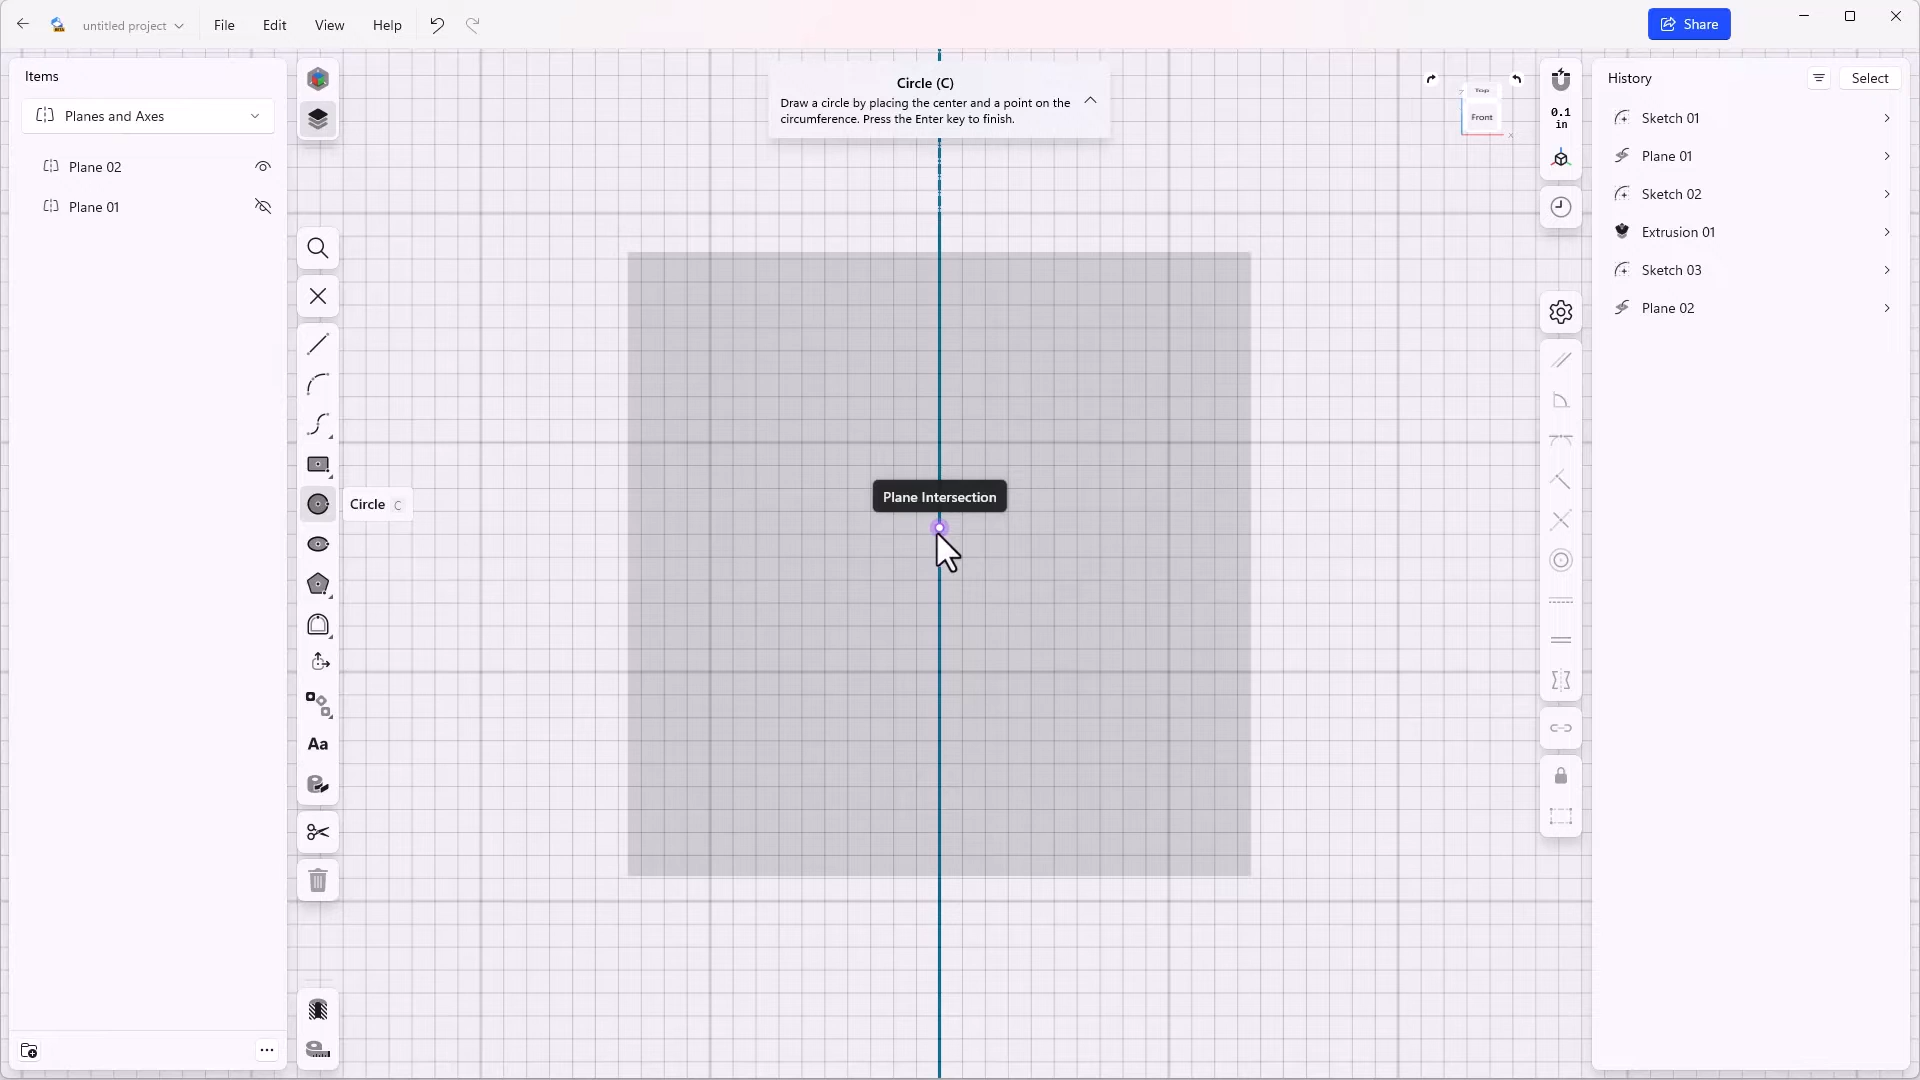 untitled project
File
Edit
View
Help
Share
Items
Planes and Axes
Plane 02
Plane 01
Circle (C)
Draw a circle by placing the center and a point on the
circumference. Press the Enter key to finish.
Front
X
0.1
in
History
Select
Sketch 01
Plane 01
Sketch 02
Extrusion 01
Sketch 03
Plane 02
Plane Intersection
Circle C
Aa